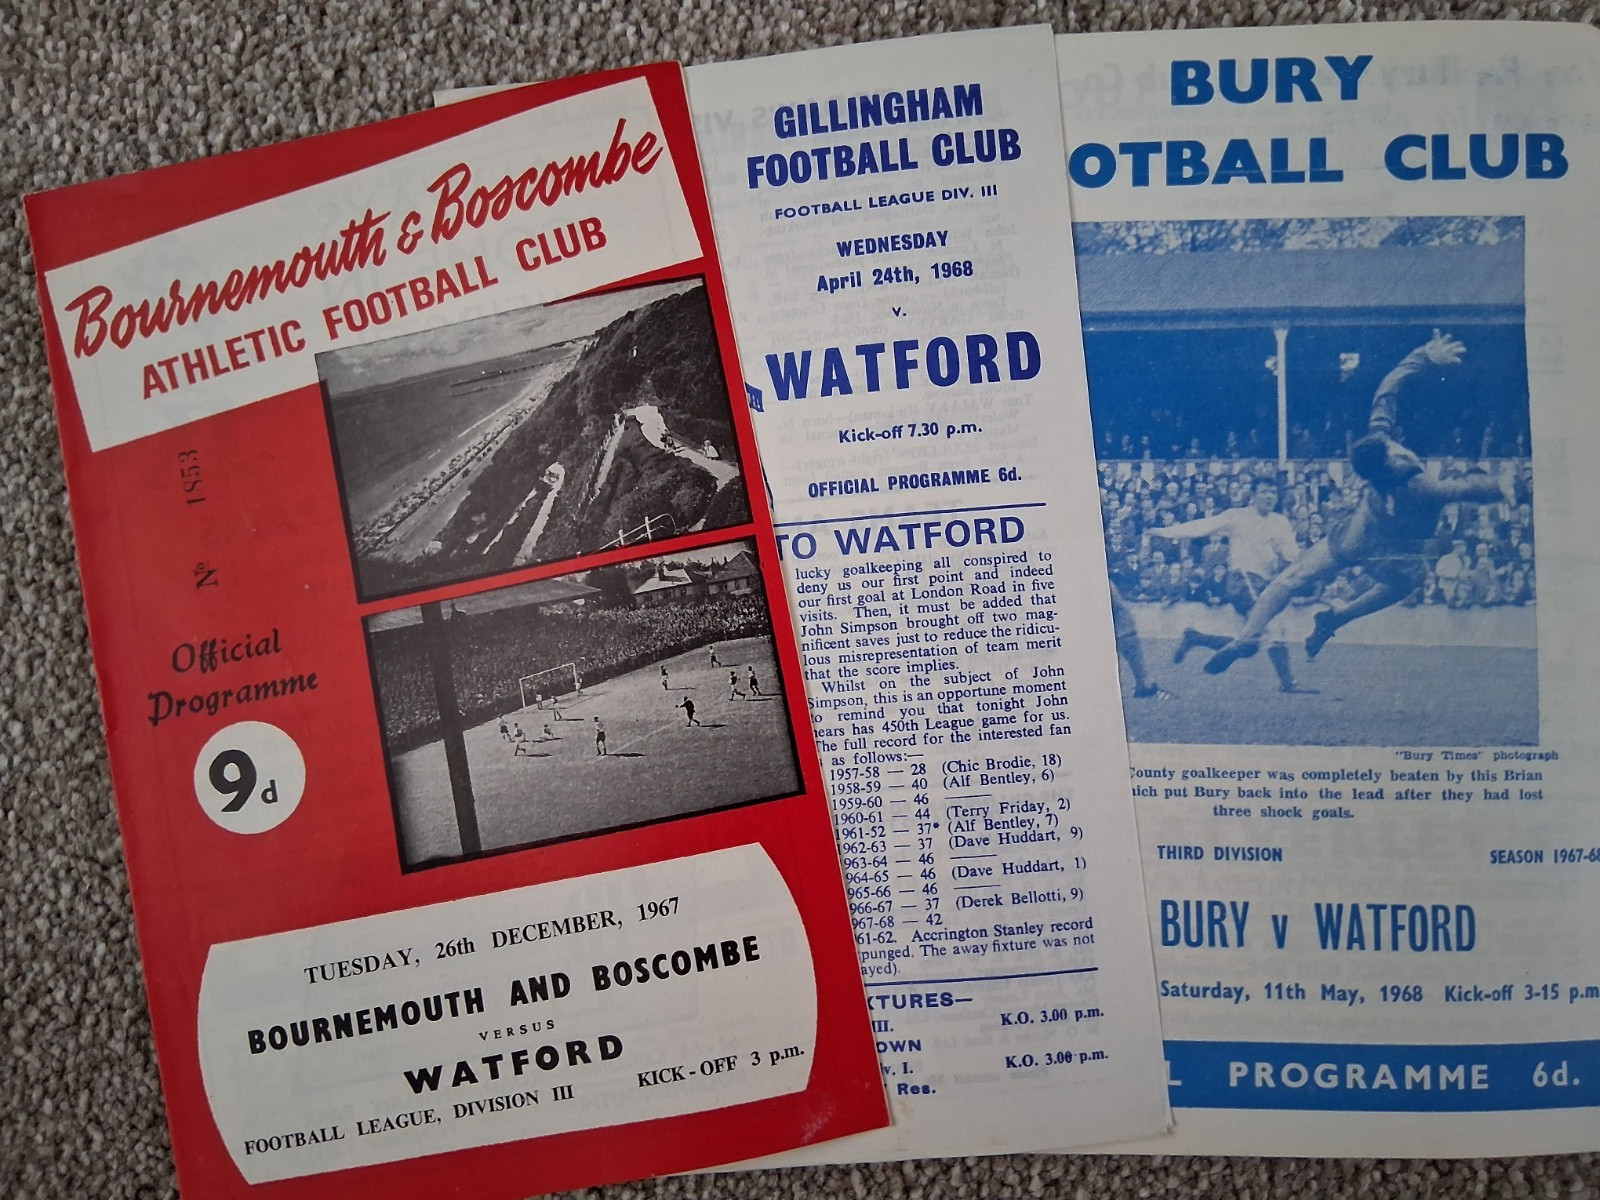 Bournemouth & Boscombe
ATHLETIC FOOTBALL CLUB
No 1853
Official
Programme
9d
TUESDAY, 26th DECEMBER, 1967
BOURNEMOUTH AND BOSCOMBE
VERSUS
WATFORD
FOOTBALL LEAGUE, DIVISION III KICK-OFF 3 p.m.
GILLINGHAM
FOOTBALL CLUB
FOOTBALL LEAGUE DIV. III
WEDNESDAY
April 24th, 1968
v.
WATFORD
Kick-off 7.30 p.m.
OFFICIAL PROGRAMME 6d.
TO WATFORD
lucky goalkeeping all conspired to
deny us our first point and indeed
our first goal at London Road in five
visits. Then, it must be added that
John Simpson brought off two mag-
nificent saves just to reduce the ridicu-
lous misrepresentation of team merit
that the score implies.
Whilst on the subject of John
Simpson, this is an opportune moment
to remind you that tonight John
nears has 450th League game for us.
The full record for the interested fan
as follows:—
1957-58 — 28 (Chic Brodie, 18)
1958-59 — 40 (Alf Bentley, 6)
1959-60 — 46 ———
1960-61 — 44 (Terry Friday, 2)
1961-52 — 37* (Alf Bentley, 7)
1962-63 — 37 (Dave Huddart, 9)
963-64 — 46 ———
964-65 — 46 (Dave Huddart, 1)
965-66 — 46 ———
966-67 — 37 (Derek Bellotti, 9)
967-68 — 42
61-62. Accrington Stanley record
punged. The away fixture was not
ayed).
XTURES—
III. K.O. 3.00 p.m.
OWN
v. I. K.O. 3.00 p.m.
Res.
BURY
OTBALL CLUB
"Bury Times" photograph
County goalkeeper was completely beaten by this Brian
hich put Bury back into the lead after they had lost
three shock goals.
THIRD DIVISION SEASON 1967-68
BURY v WATFORD
Saturday, 11th May, 1968 Kick-off 3-15 p.m
L PROGRAMME 6d.